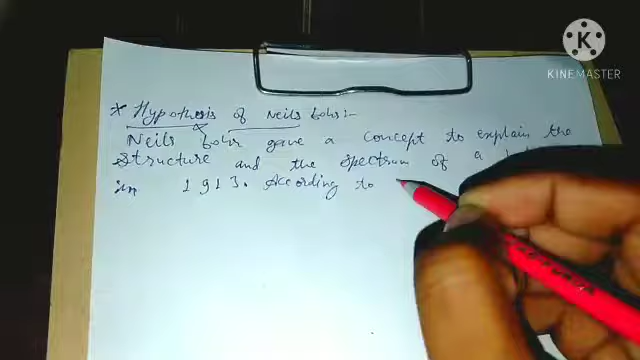 * Hypothesis of Neils bohr:-
Neils bohr gave a concept to explain the
structure and the spectrum of a
in 1913. According to
KINEMASTER